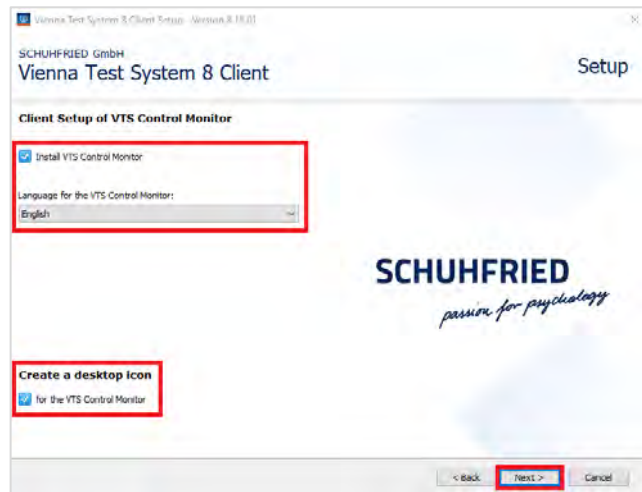 Vienna Test System 8 Client Setup - Version 8.18.01
SCHUHFRIED GmbH
Vienna Test System 8 Client
Setup
Client Setup of VTS Control Monitor
Install VTS Control Monitor
Language for the VTS Control Monitor:
English
SCHUHFRIED
passion for psychology
Create a desktop icon
for the VTS Control Monitor
< Back
Next >
Cancel